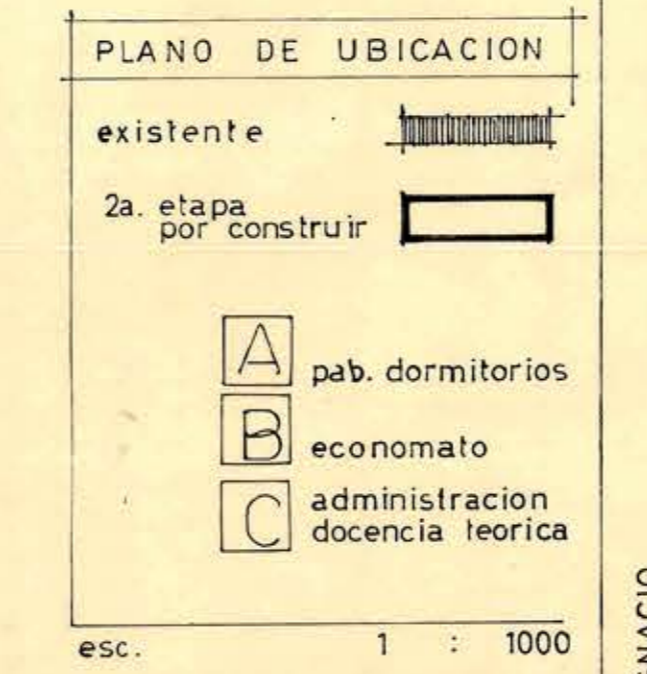 PLANO DE UBICACION
existente
2a. etapa
por construir
A pab. dormitorios
B economato
C administracion
docencia teorica
esc. 1 : 1000